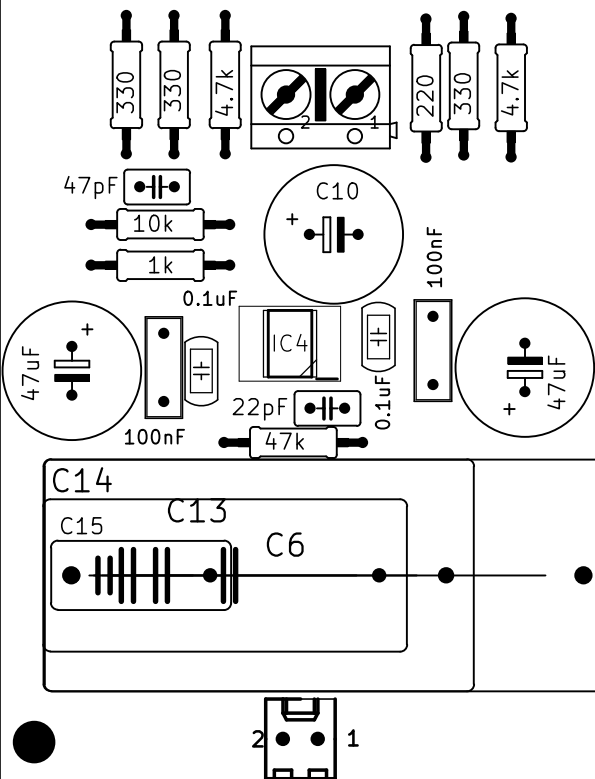 330
330
4.7k
220
330
4.7k
2
1
47pF
C10
+
10k
100nF
1k
0.1uF
+
47uF
IC4
47uF
+
22pF
0.1uF
100nF
47k
C14
C13
C15
C6
2
1